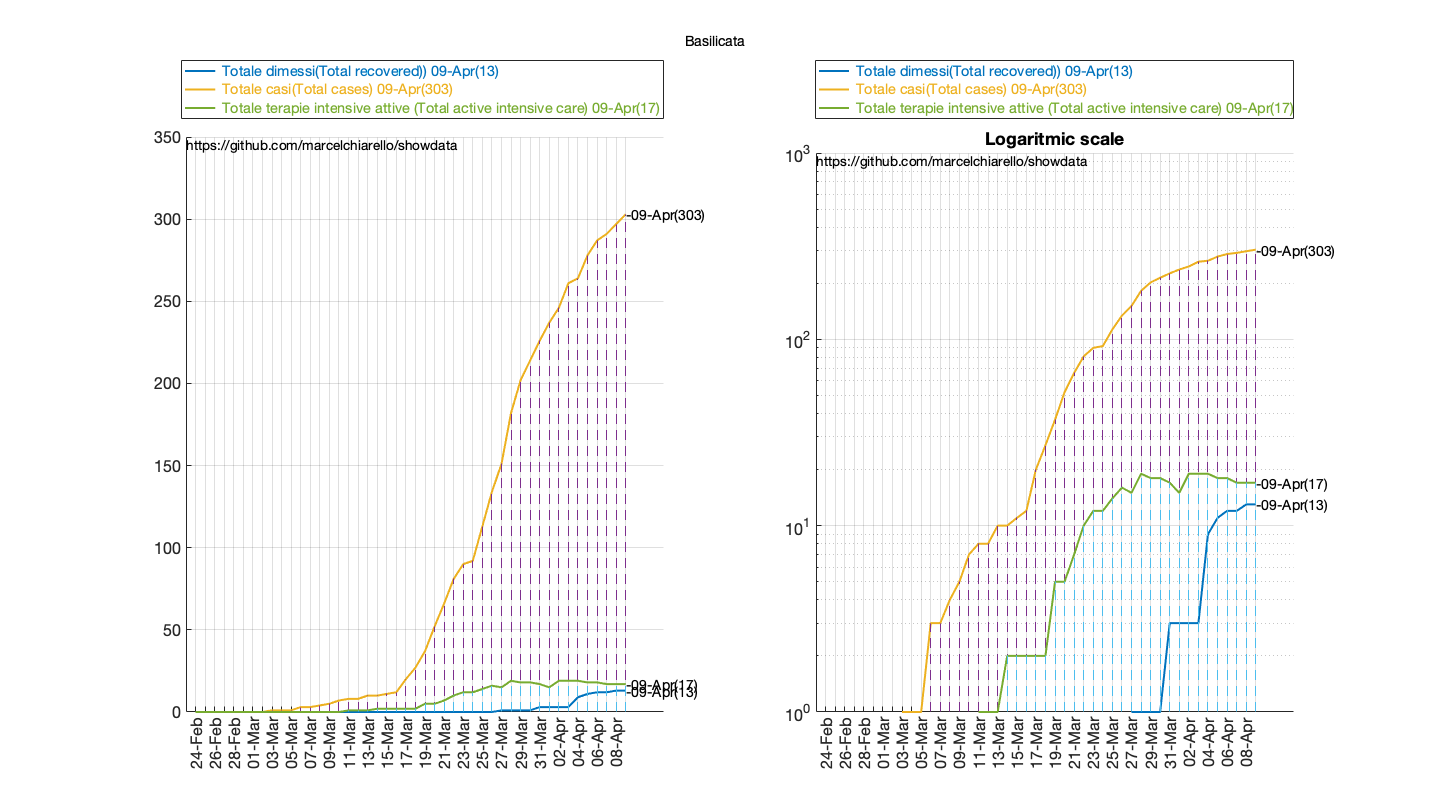 Basilicata
Totale dimessi(Total recovered)) 09-Apr(13)
Totale casi(Total cases) 09-Apr(303)
Totale terapie intensive attive (Total active intensive care) 09-Apr(17)
350
https://github.com/marcelchiarello/showdata
300
250
200
150
100
50
0
-09-Apr(303)
-09-Apr(17)
-09-Apr(13)
24-Feb
26-Feb
28-Feb
01-Mar
03-Mar
05-Mar
07-Mar
09-Mar
11-Mar
13-Mar
15-Mar
17-Mar
19-Mar
21-Mar
23-Mar
25-Mar
27-Mar
29-Mar
31-Mar
02-Apr
04-Apr
06-Apr
08-Apr
Totale dimessi(Total recovered)) 09-Apr(13)
Totale casi(Total cases) 09-Apr(303)
Totale terapie intensive attive (Total active intensive care) 09-Apr(17)
Logaritmic scale
10^3
https://github.com/marcelchiarello/showdata
10^2
10^1
10^0
-09-Apr(303)
-09-Apr(17)
-09-Apr(13)
24-Feb
26-Feb
28-Feb
01-Mar
03-Mar
05-Mar
07-Mar
09-Mar
11-Mar
13-Mar
15-Mar
17-Mar
19-Mar
21-Mar
23-Mar
25-Mar
27-Mar
29-Mar
31-Mar
02-Apr
04-Apr
06-Apr
08-Apr